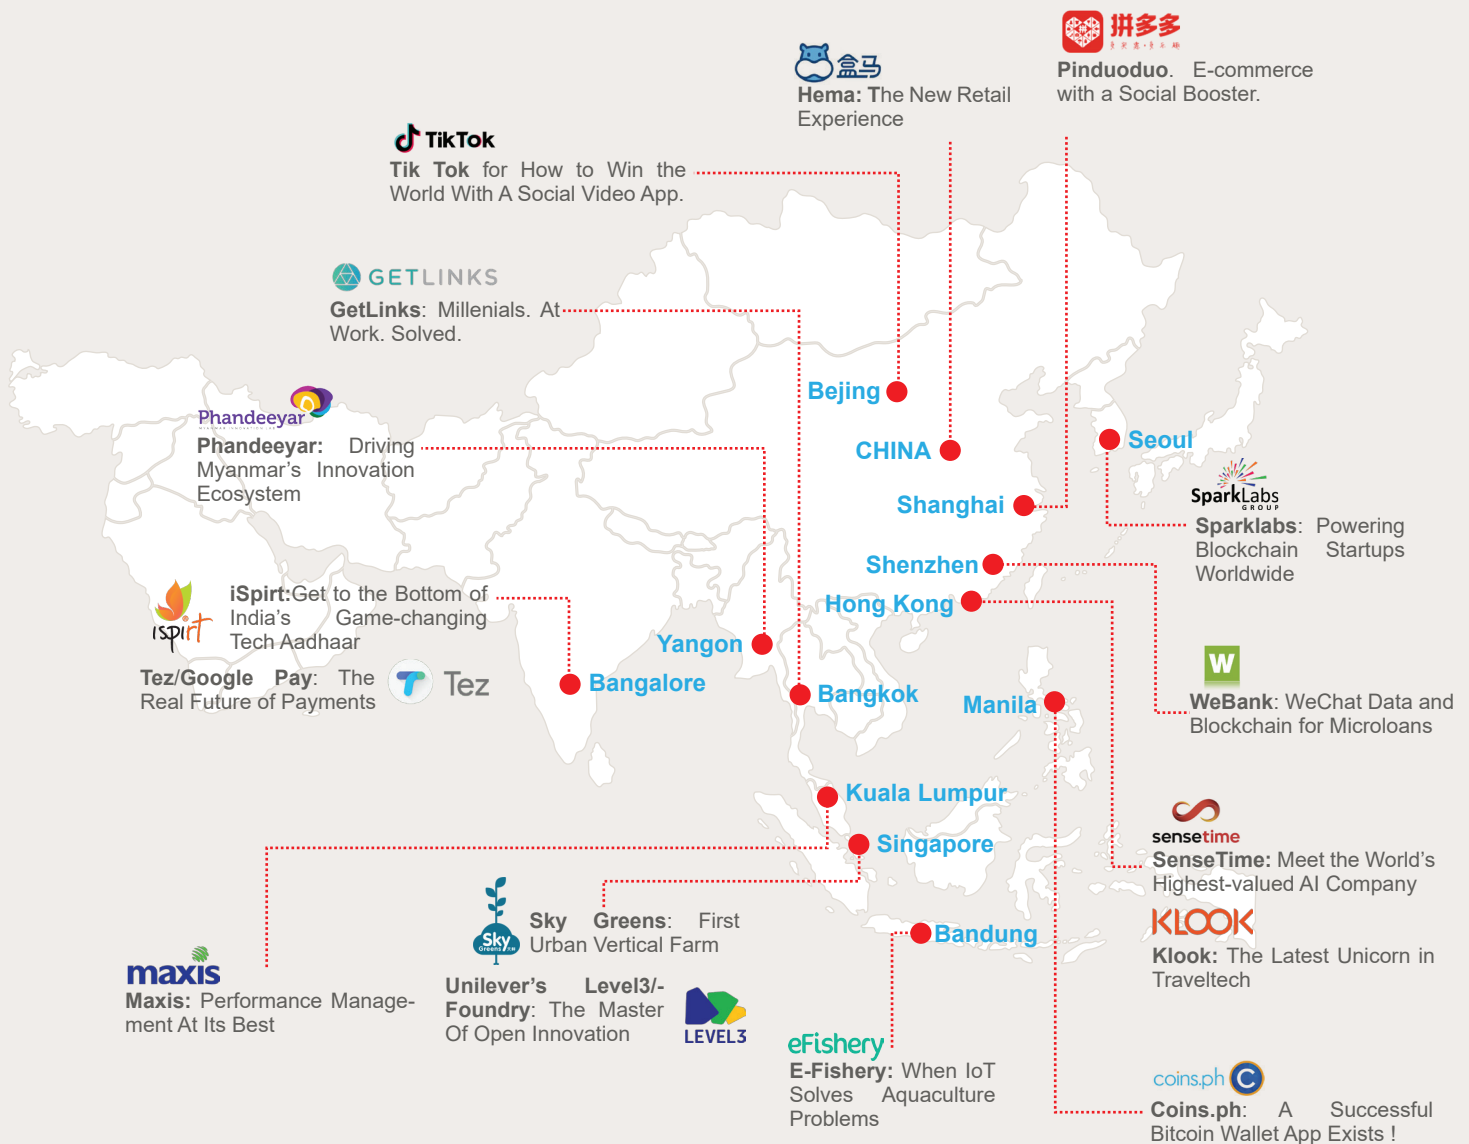 拼多多
盒马
Pinduoduo. E-commerce
with a Social Booster.
Hema: The New Retail
Experience
TikTok
Tik Tok for How to Win the
World With A Social Video App.
GETLINKS
GetLinks: Millenials. At
Work. Solved.
Bejing
Phandeeyar
Phandeeyar: Driving
Myanmar's Innovation
Ecosystem
CHINA
Seoul
SparkLabs
GROUP
Shanghai
Sparklabs: Powering
Blockchain Startups
Worldwide
Shenzhen
Hong Kong
ispirt
iSpirt:Get to the Bottom of
India's Game-changing
Tech Aadhaar
Yangon
Tez/Google Pay: The
Real Future of Payments
Tez
Bangalore
Bangkok
Manila
W
WeBank: WeChat Data and
Blockchain for Microloans
Kuala Lumpur
Singapore
sensetime
SenseTime: Meet the World's
Highest-valued AI Company
KLOOK
Klook: The Latest Unicorn in
Traveltech
Sky
Greens
Sky Greens: First
Urban Vertical Farm
Bandung
maxis
Maxis: Performance Manage-
ment At Its Best
Unilever's Level3/-
Foundry: The Master
Of Open Innovation
LEVEL3
eFishery
E-Fishery: When IoT
Solves Aquaculture
Problems
coins.ph C
Coins.ph: A Successful
Bitcoin Wallet App Exists !